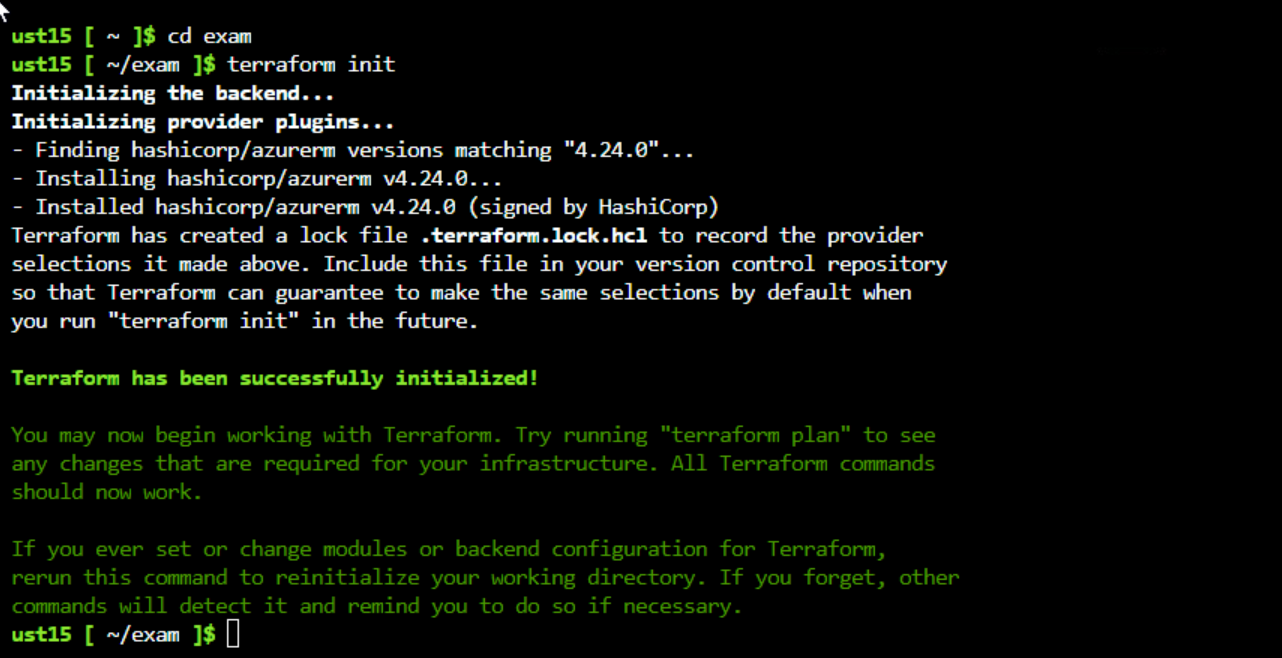 ust15 [ ~ ]$ cd exam
ust15 [ ~/exam ]$ terraform init
Initializing the backend...
Initializing provider plugins...
- Finding hashicorp/azurerm versions matching "4.24.0"...
- Installing hashicorp/azurerm v4.24.0...
- Installed hashicorp/azurerm v4.24.0 (signed by HashiCorp)
Terraform has created a lock file .terraform.lock.hcl to record the provider
selections it made above. Include this file in your version control repository
so that Terraform can guarantee to make the same selections by default when
you run "terraform init" in the future.
Terraform has been successfully initialized!
You may now begin working with Terraform. Try running "terraform plan" to see
any changes that are required for your infrastructure. All Terraform commands
should now work.
If you ever set or change modules or backend configuration for Terraform,
rerun this command to reinitialize your working directory. If you forget, other
commands will detect it and remind you to do so if necessary.
ust15 [ ~/exam ]$